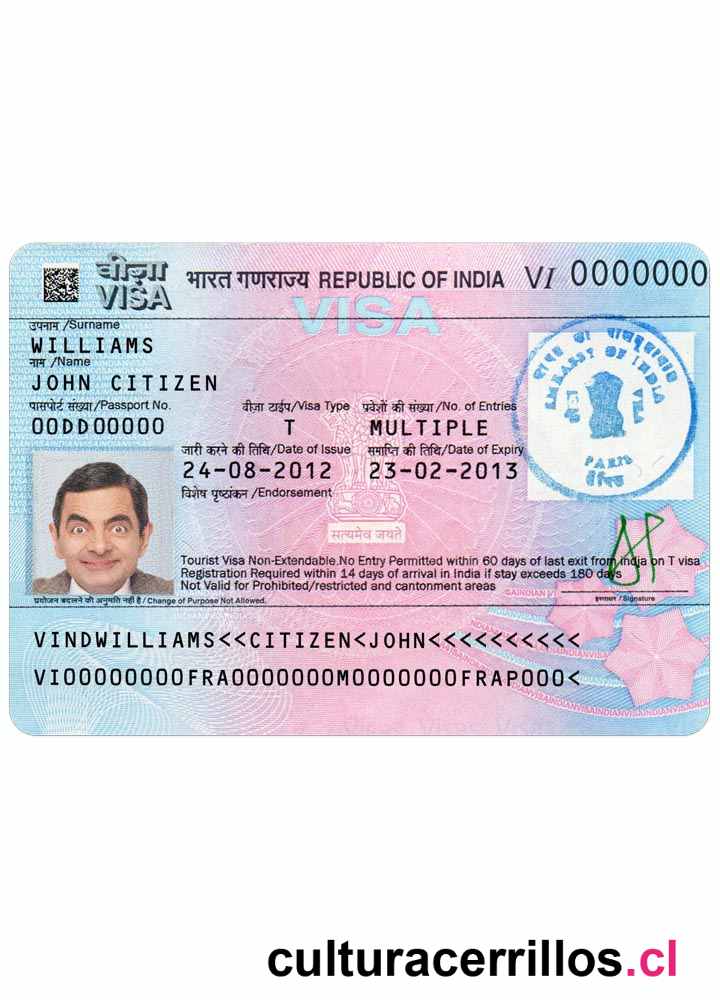 वीज़ा
VISA
भारत गणराज्य REPUBLIC OF INDIA VI 0000000
VISA
उपनाम /Surname
WILLIAMS
नाम /Name
JOHN CITIZEN
पासपोर्ट संख्या/Passport No. वीज़ा टाईप/Visa Type प्रवेशों की संख्या/No. of Entries
00DD00000 T MULTIPLE
जारी करने की तिथि/Date of Issue समाप्ति की तिथि/Date of Expiry
24-08-2012 23-02-2013
विशेष पृष्ठांकन /Endorsement
EMBASSY OF INDIA
VISA
PARIS
पेरिस
सत्यमेव जयते
Tourist Visa Non-Extendable.No Entry Permitted within 60 days of last exit from India on T visa
Registration Required within 14 days of arrival in India if stay exceeds 180 days
Not Valid for Prohibited/restricted and cantonment areas
प्रयोजन बदलने की अनुमति नहीं है / Change of Purpose Not Allowed.
हस्ताक्षर / Signature
VINDWILLIAMS<<CITIZEN<JOHN<<<<<<<<<<
VI00000000FRA0000000M0000000FRAP000<
culturacerrillos.cl